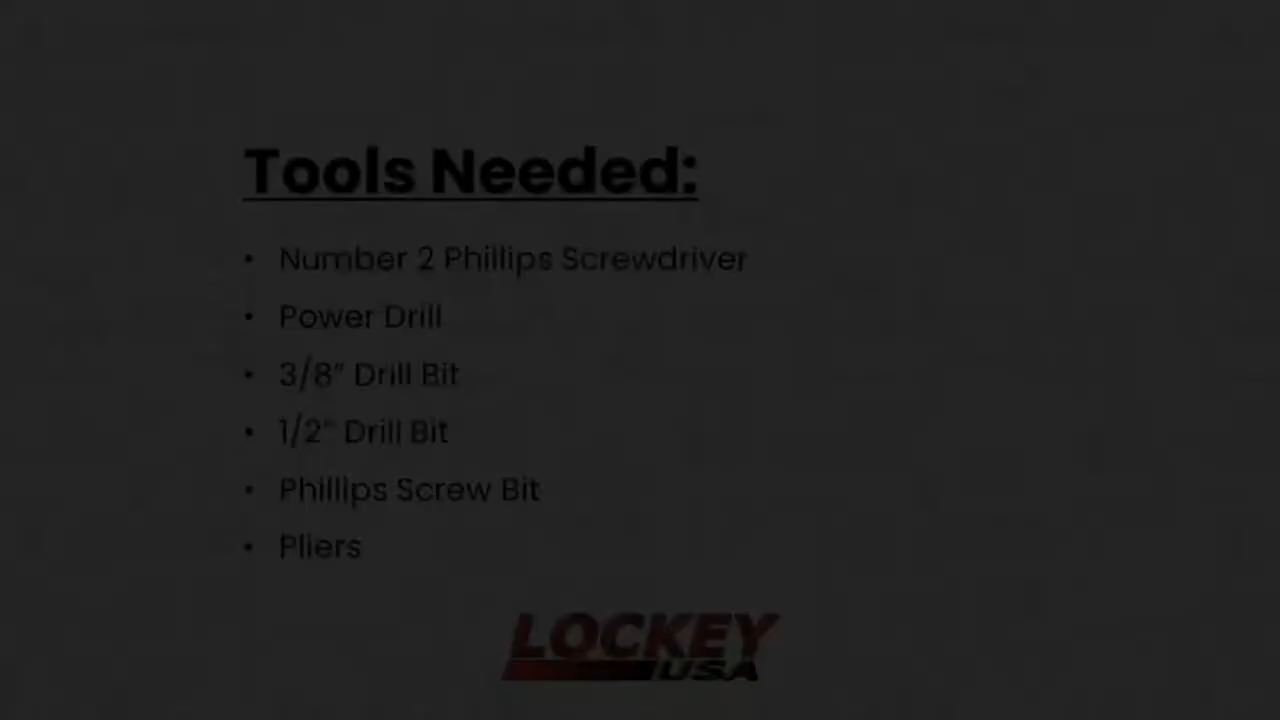 Tools Needed:
• Number 2 Phillips Screwdriver
• Power Drill
• 3/8" Drill Bit
• 1/2" Drill Bit
• Phillips Screw Bit
• Pliers
LOCKEY
USA